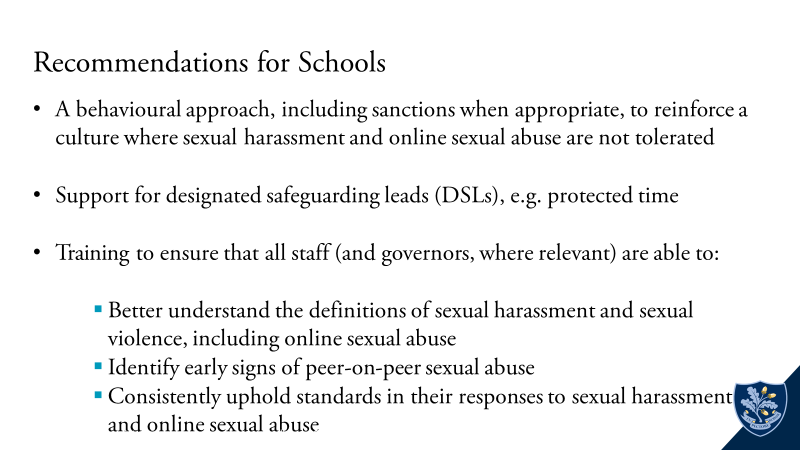 Recommendations for Schools
• A behavioural approach, including sanctions when appropriate, to reinforce a
culture where sexual harassment and online sexual abuse are not tolerated
• Support for designated safeguarding leads (DSLs), e.g. protected time
• Training to ensure that all staff (and governors, where relevant) are able to:
▪ Better understand the definitions of sexual harassment and sexual
violence, including online sexual abuse
▪ Identify early signs of peer-on-peer sexual abuse
▪ Consistently uphold standards in their responses to sexual harassment
and online sexual abuse